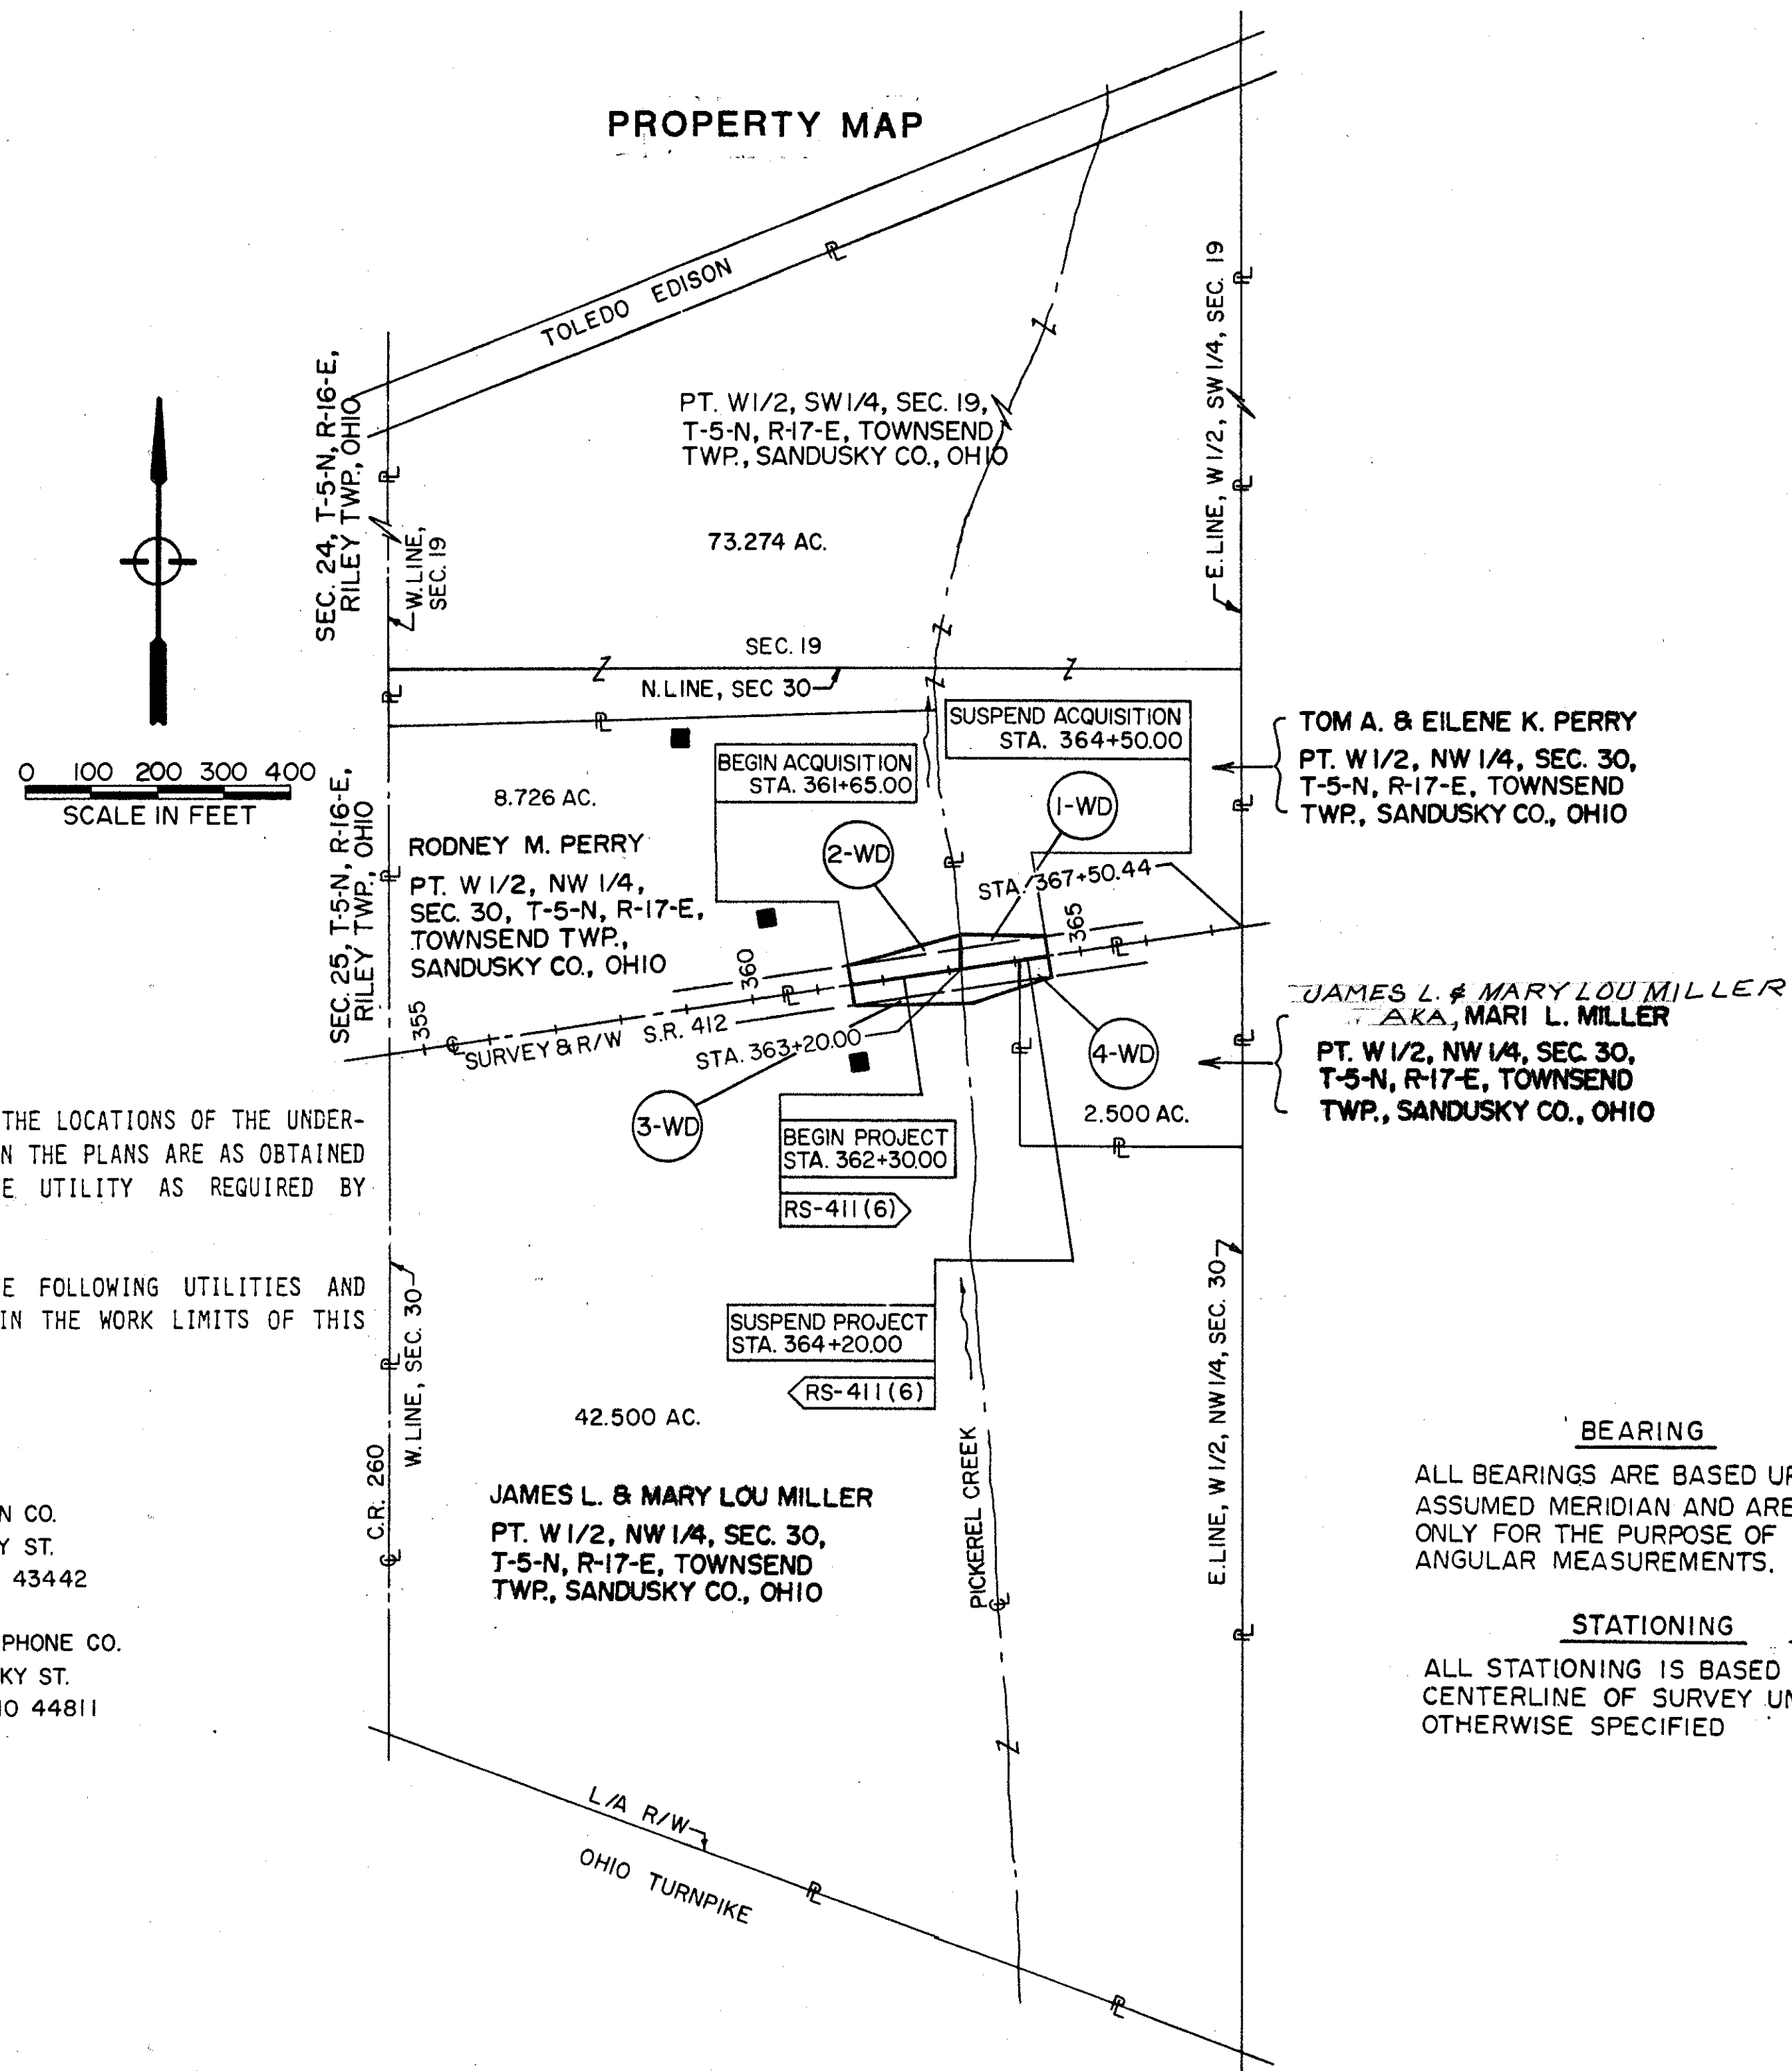 PROPERTY MAP
TOLEDO EDISON
SEC. 24, T-5-N, R-16-E,
RILEY TWP., OHIO
W. LINE,
SEC. 19
PT. W 1/2, SW 1/4, SEC. 19,
T-5-N, R-17-E, TOWNSEND
TWP., SANDUSKY CO., OHIO
73.274 AC.
E. LINE, W 1/2, SW 1/4, SEC. 19
SEC. 19
N. LINE, SEC 30
0 100 200 300 400
SCALE IN FEET
SUSPEND ACQUISITION
STA. 364+50.00
BEGIN ACQUISITION
STA. 361+65.00
TOM A. & EILENE K. PERRY
PT. W 1/2, NW 1/4, SEC. 30,
T-5-N, R-17-E, TOWNSEND
TWP., SANDUSKY CO., OHIO
8.726 AC.
SEC. 25, T-5-N, R-16-E,
RILEY TWP., OHIO
RODNEY M. PERRY
PT. W 1/2, NW 1/4,
SEC. 30, T-5-N, R-17-E,
TOWNSEND TWP.,
SANDUSKY CO., OHIO
1-WD
2-WD
STA. 367+50.44
365
360
355
℄ SURVEY & R/W S.R. 412
STA. 363+20.00
3-WD
4-WD
JAMES L. & MARY LOU MILLER
AKA, MARI L. MILLER
PT. W 1/2, NW 1/4, SEC. 30,
T-5-N, R-17-E, TOWNSEND
TWP., SANDUSKY CO., OHIO
2.500 AC.
BEGIN PROJECT
STA. 362+30.00
RS-411(6)
THE LOCATIONS OF THE UNDER-
N THE PLANS ARE AS OBTAINED
E UTILITY AS REQUIRED BY
E FOLLOWING UTILITIES AND
IN THE WORK LIMITS OF THIS
W. LINE, SEC. 30
SUSPEND PROJECT
STA. 364+20.00
RS-411(6)
E. LINE, W 1/2, NW 1/4, SEC. 30
42.500 AC.
℄ C.R. 260
JAMES L. & MARY LOU MILLER
PT. W 1/2, NW 1/4, SEC. 30,
T-5-N, R-17-E, TOWNSEND
TWP., SANDUSKY CO., OHIO
℄ PICKEREL CREEK
N CO.
Y ST.
43442
PHONE CO.
KY ST.
IO 44811
BEARING
ALL BEARINGS ARE BASED UP
ASSUMED MERIDIAN AND ARE
ONLY FOR THE PURPOSE OF
ANGULAR MEASUREMENTS.
STATIONING
ALL STATIONING IS BASED
CENTERLINE OF SURVEY UN
OTHERWISE SPECIFIED
L/A R/W
OHIO TURNPIKE